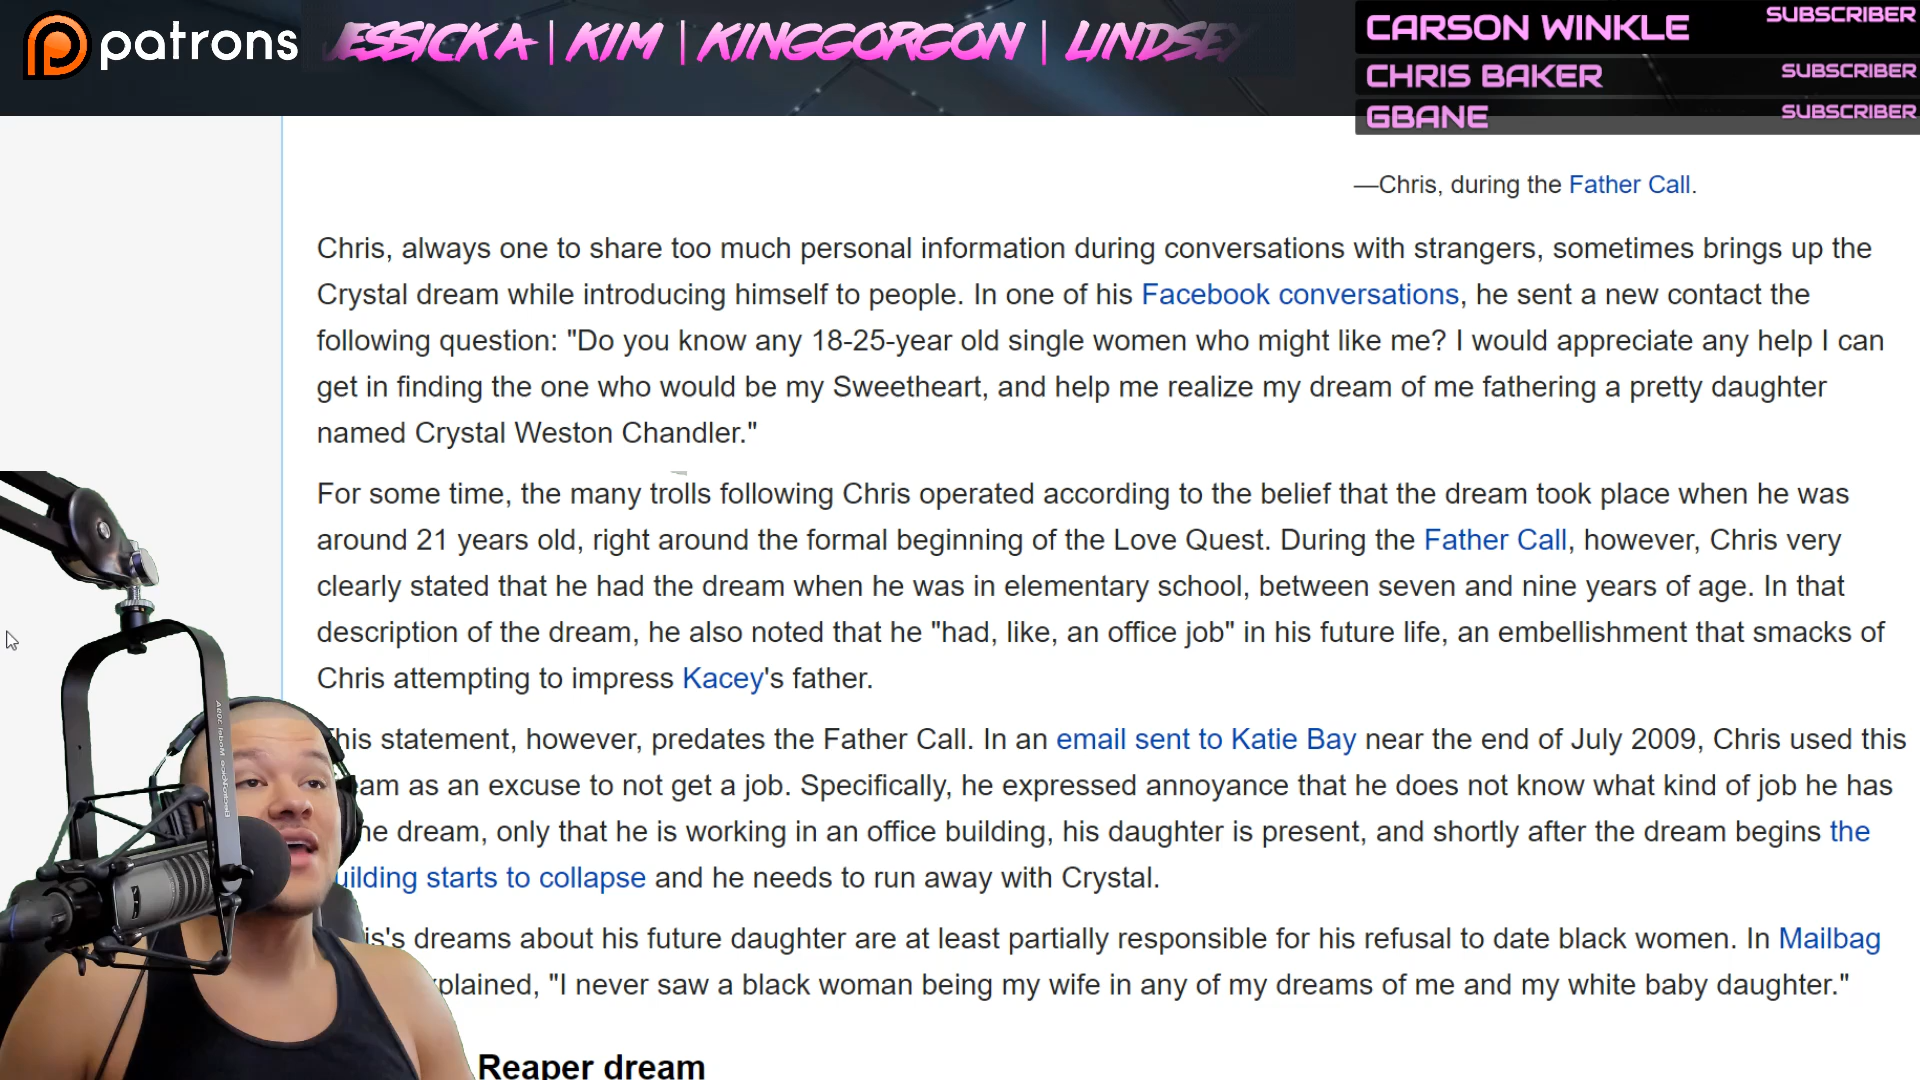 patrons
JESSICKA | KIM | KINGGORGON | LINDSEY
CARSON WINKLE SUBSCRIBER
CHRIS BAKER SUBSCRIBER
GBANE SUBSCRIBER
—Chris, during the Father Call.
Chris, always one to share too much personal information during conversations with strangers, sometimes brings up the
Crystal dream while introducing himself to people. In one of his Facebook conversations, he sent a new contact the
following question: "Do you know any 18-25-year old single women who might like me? I would appreciate any help I can
get in finding the one who would be my Sweetheart, and help me realize my dream of me fathering a pretty daughter
named Crystal Weston Chandler."
For some time, the many trolls following Chris operated according to the belief that the dream took place when he was
around 21 years old, right around the formal beginning of the Love Quest. During the Father Call, however, Chris very
clearly stated that he had the dream when he was in elementary school, between seven and nine years of age. In that
description of the dream, he also noted that he "had, like, an office job" in his future life, an embellishment that smacks of
Chris attempting to impress Kacey's father.
This statement, however, predates the Father Call. In an email sent to Katie Bay near the end of July 2009, Chris used this
eam as an excuse to not get a job. Specifically, he expressed annoyance that he does not know what kind of job he has
he dream, only that he is working in an office building, his daughter is present, and shortly after the dream begins the
uilding starts to collapse and he needs to run away with Crystal.
is's dreams about his future daughter are at least partially responsible for his refusal to date black women. In Mailbag
xplained, "I never saw a black woman being my wife in any of my dreams of me and my white baby daughter."
Reaper dream